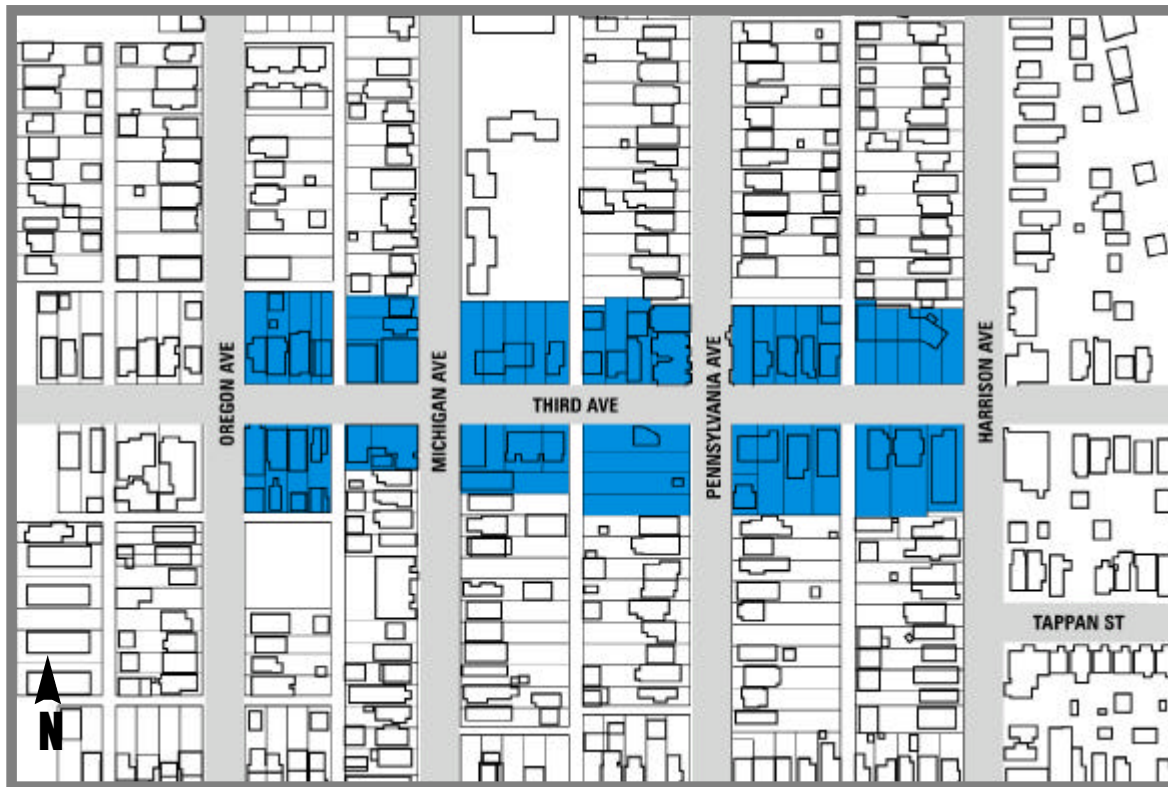 OREGON AVE
MICHIGAN AVE
THIRD AVE
PENNSYLVANIA AVE
HARRISON AVE
TAPPAN ST
N